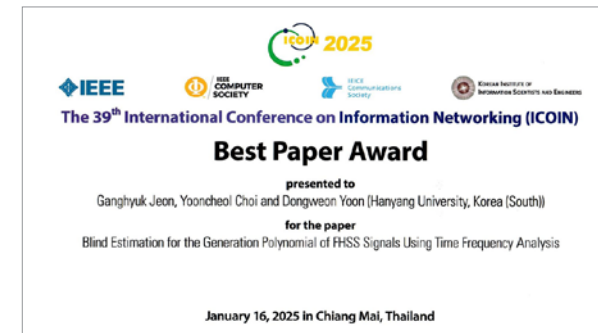 ICOIN 2025
IEEE
IEEE
COMPUTER
SOCIETY
IEICE
Communications
Society
KOREAN INSTITUTE OF
INFORMATION SCIENTISTS AND ENGINEERS
The 39th International Conference on Information Networking (ICOIN)
Best Paper Award
presented to
Ganghyuk Jeon, Yooncheol Choi and Dongweon Yoon (Hanyang University, Korea (South))
for the paper
Blind Estimation for the Generation Polynomial of FHSS Signals Using Time Frequency Analysis
January 16, 2025 in Chiang Mai, Thailand